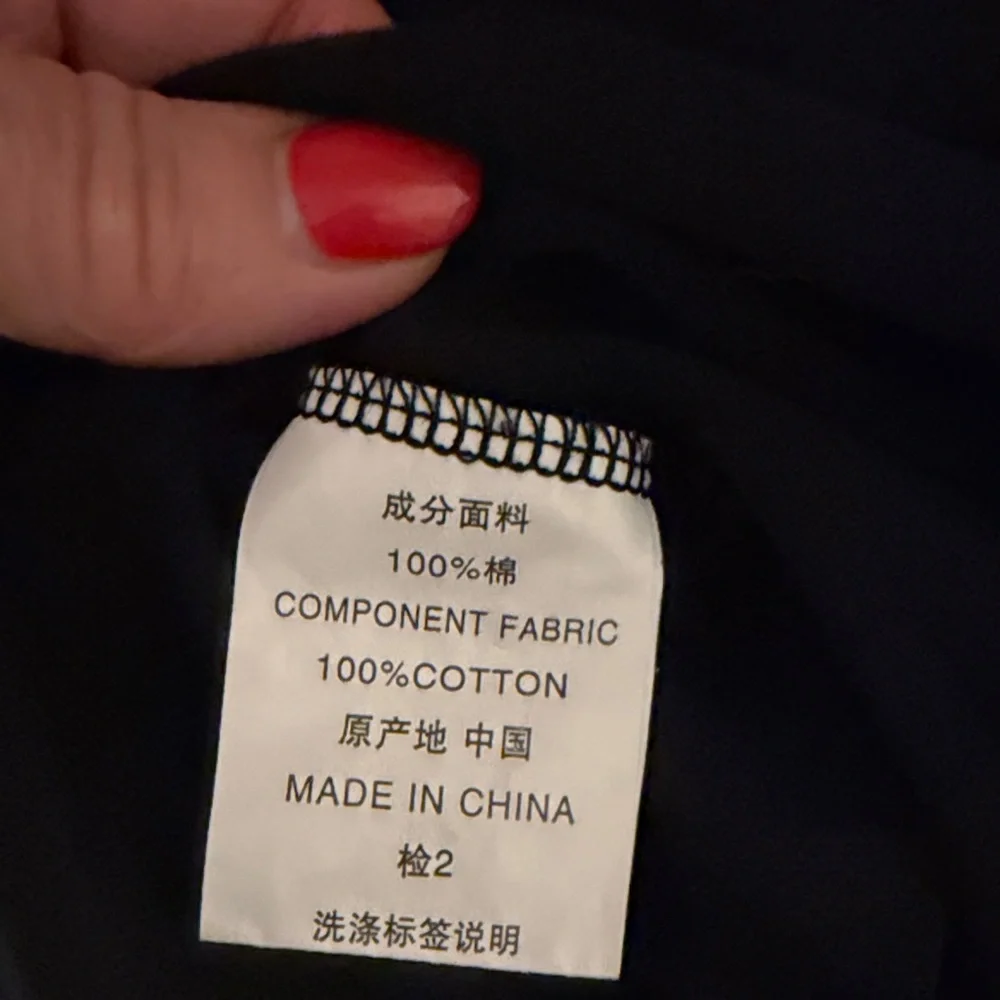 成分面料
100%棉
COMPONENT FABRIC
100%COTTON
原产地 中国
MADE IN CHINA
检2
洗涤标签说明